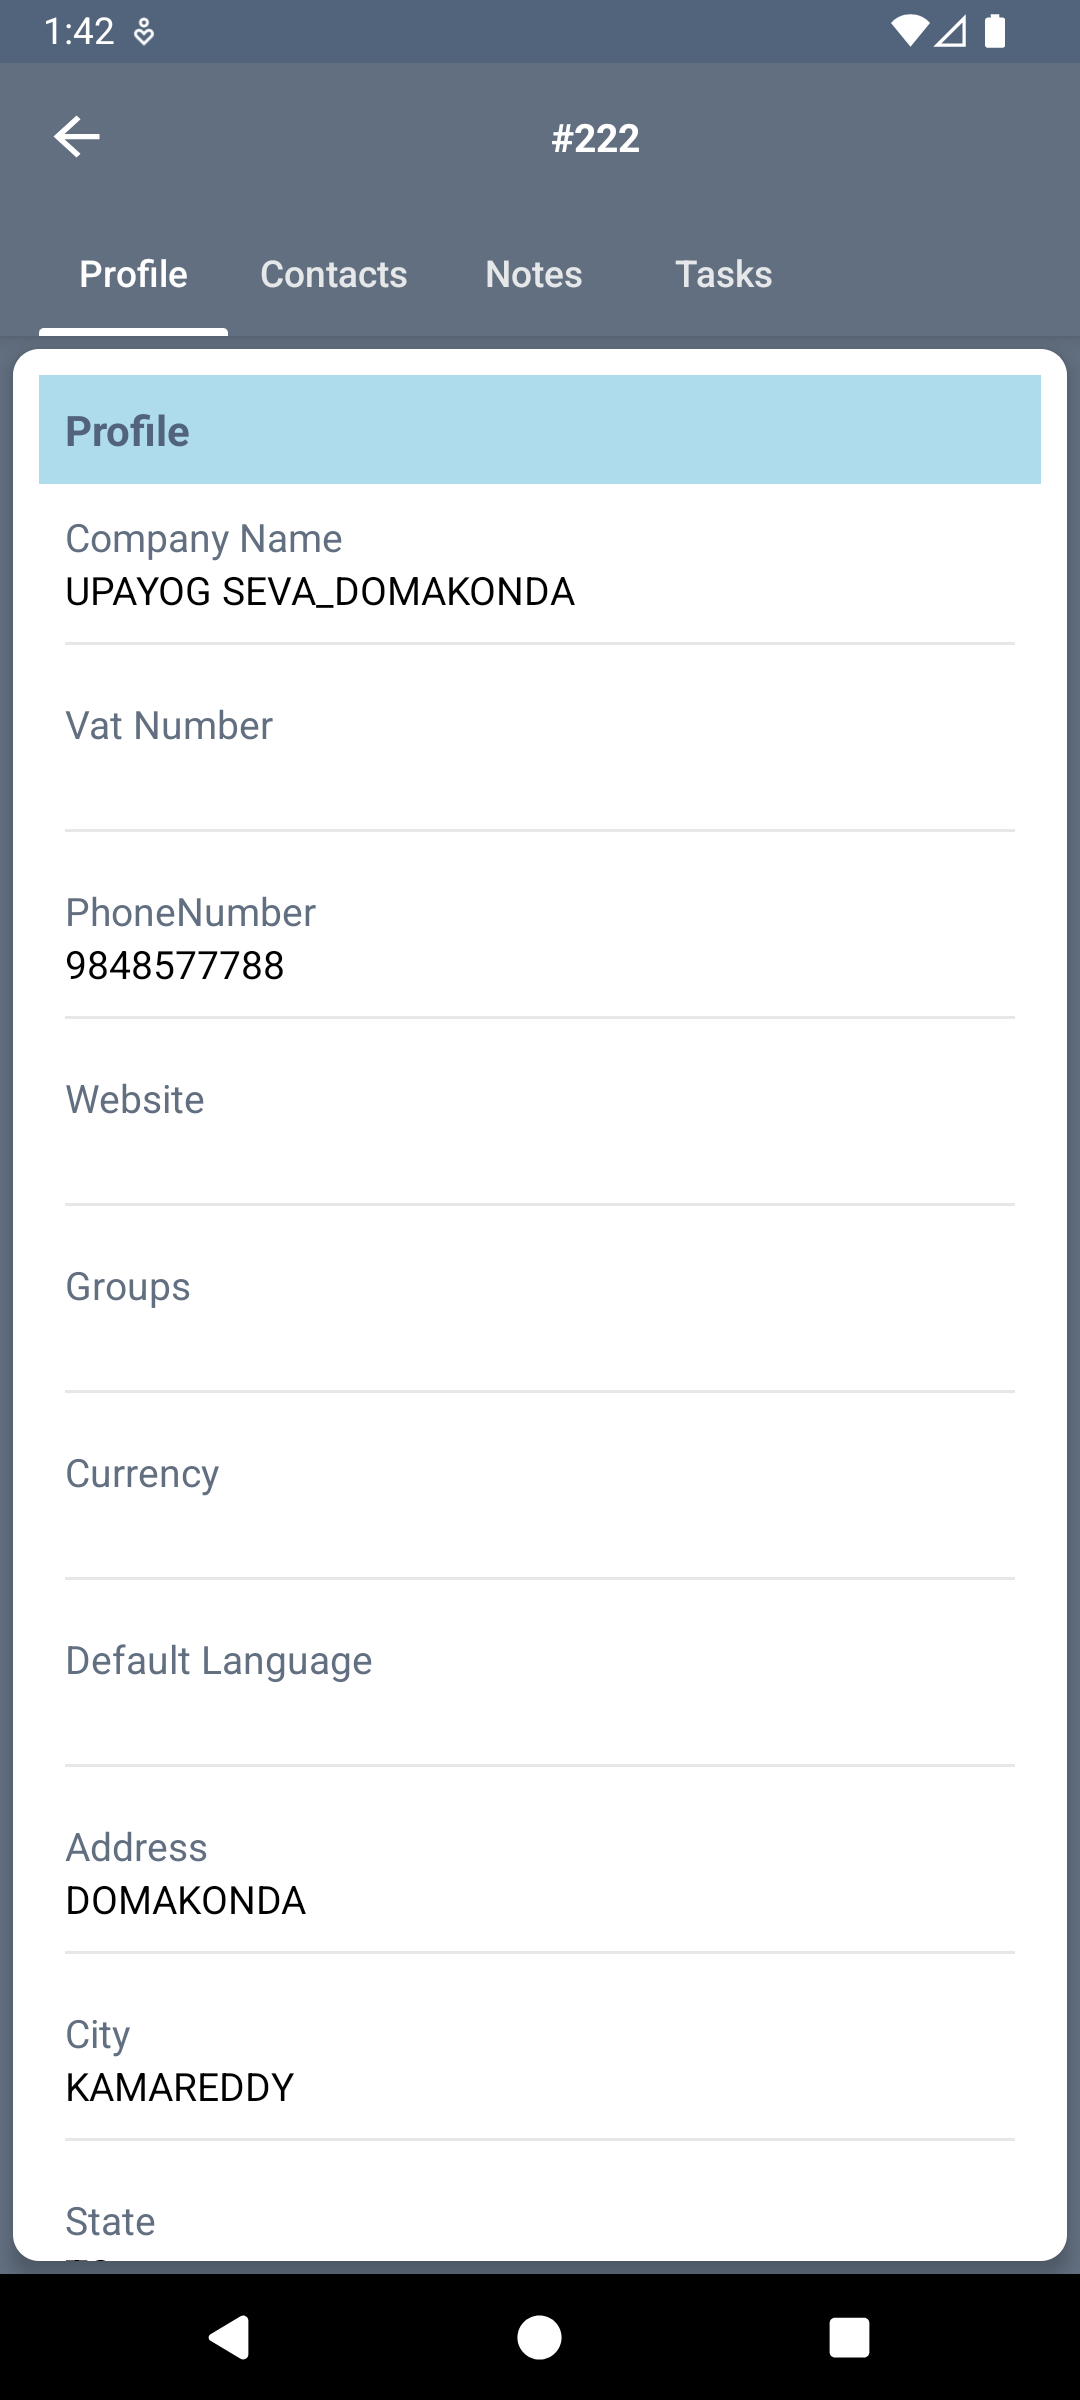 1:42
#222
Profile Contacts Notes Tasks
Profile
Company Name
UPAYOG SEVA_DOMAKONDA
Vat Number
PhoneNumber
9848577788
Website
Groups
Currency
Default Language
Address
DOMAKONDA
City
KAMAREDDY
State